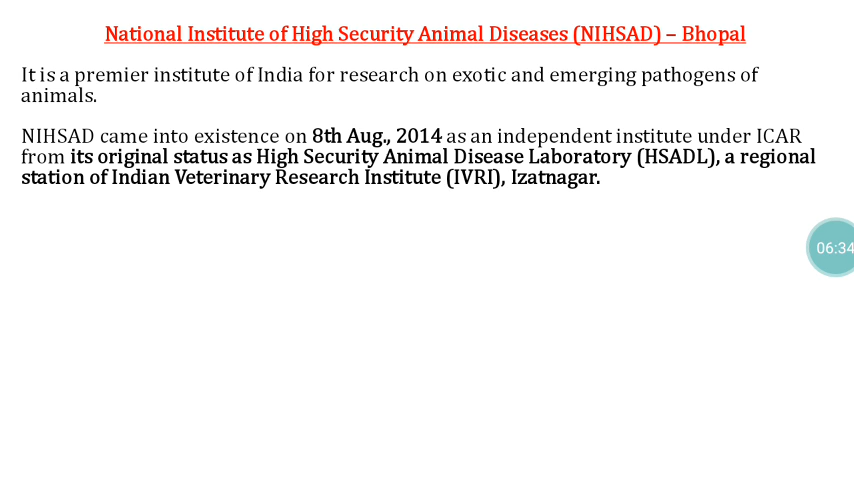 National Institute of High Security Animal Diseases (NIHSAD) – Bhopal
It is a premier institute of India for research on exotic and emerging pathogens of
animals.
NIHSAD came into existence on 8th Aug., 2014 as an independent institute under ICAR
from its original status as High Security Animal Disease Laboratory (HSADL), a regional
station of Indian Veterinary Research Institute (IVRI), Izatnagar.
06:34